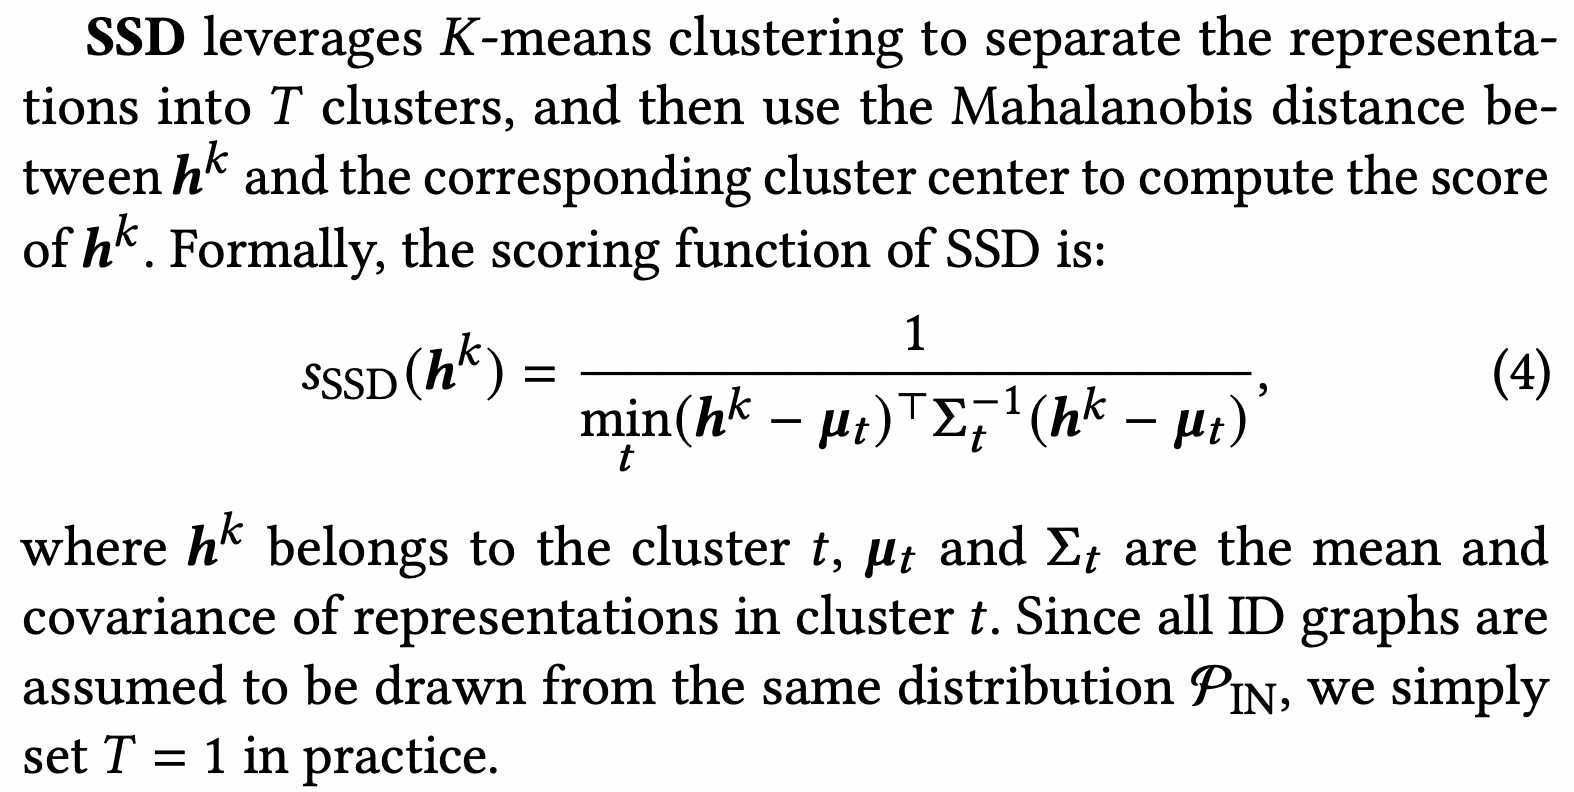 SSD leverages K-means clustering to separate the representa-
tions into T clusters, and then use the Mahalanobis distance be-
tween h^k and the corresponding cluster center to compute the score
of h^k. Formally, the scoring function of SSD is:
s_SSD(h^k) = 1 / min_t (h^k − μ_t)^⊤ Σ_t^{−1} (h^k − μ_t), (4)
where h^k belongs to the cluster t, μ_t and Σ_t are the mean and
covariance of representations in cluster t. Since all ID graphs are
assumed to be drawn from the same distribution 𝒫_IN, we simply
set T = 1 in practice.